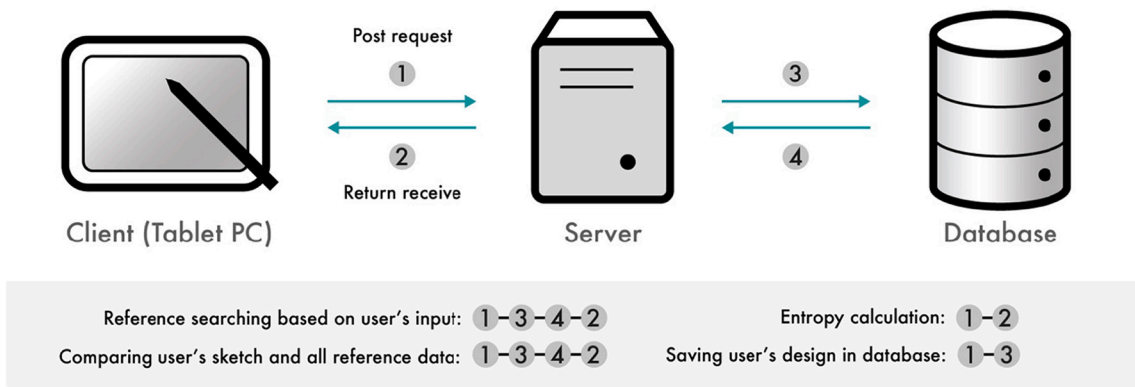 Post request
1
3
2
4
Return receive
Client (Tablet PC)
Server
Database
Reference searching based on user's input: 1-3-4-2
Entropy calculation: 1-2
Comparing user's sketch and all reference data: 1-3-4-2
Saving user's design in database: 1-3